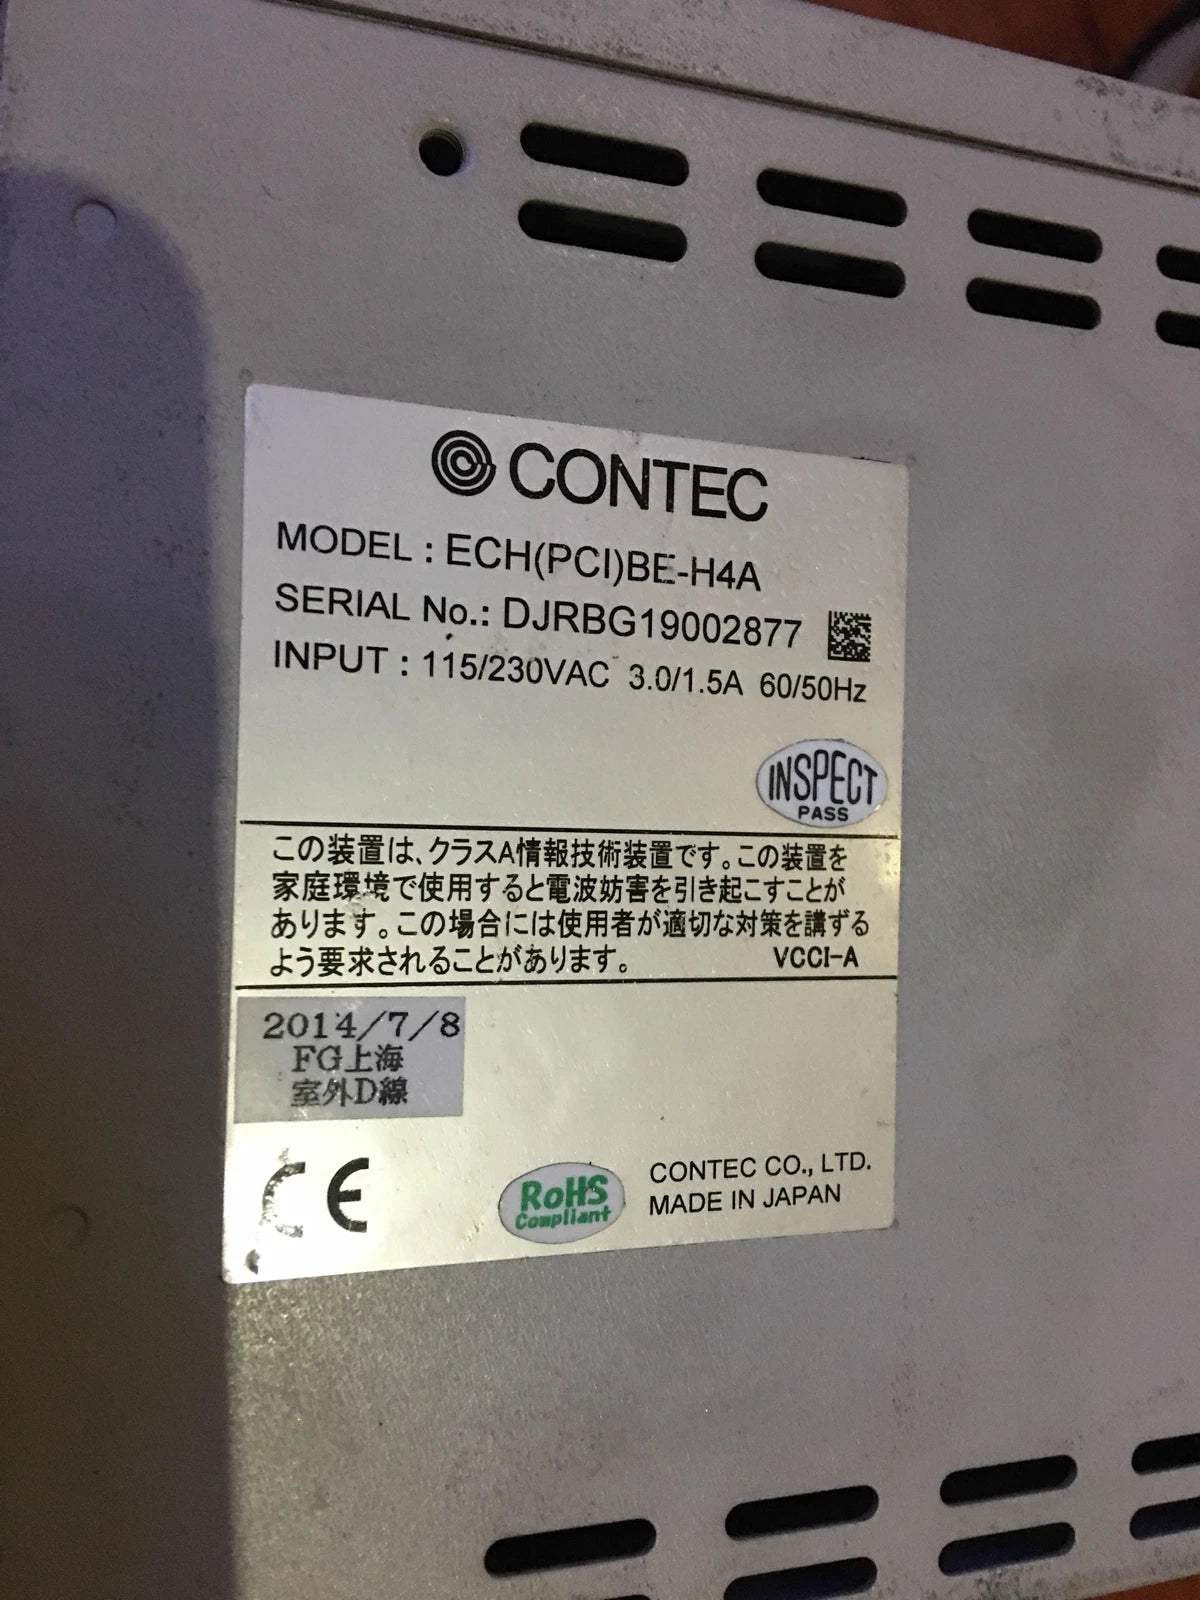 CONTEC
MODEL : ECH(PCI)BE-H4A
SERIAL No.: DJRBG19002877
INPUT : 115/230VAC 3.0/1.5A 60/50Hz
INSPECT
PASS
この装置は、クラスA情報技術装置です。この装置を
家庭環境で使用すると電波妨害を引き起こすことが
あります。この場合には使用者が適切な対策を講ずる
よう要求されることがあります。 VCCI-A
2014/7/8
FG上海
室外D線
CE
RoHS
Compliant
CONTEC CO., LTD.
MADE IN JAPAN